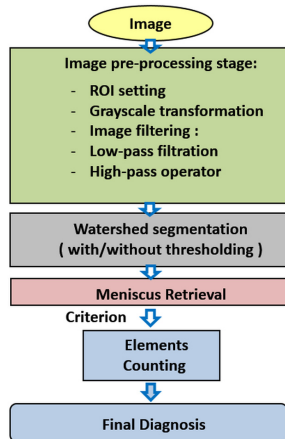 Image
Image pre-processing stage:
- ROI setting
- Grayscale transformation
- Image filtering :
- Low-pass filtration
- High-pass operator
Watershed segmentation
( with/without thresholding )
Meniscus Retrieval
Criterion
Elements
Counting
Final Diagnosis